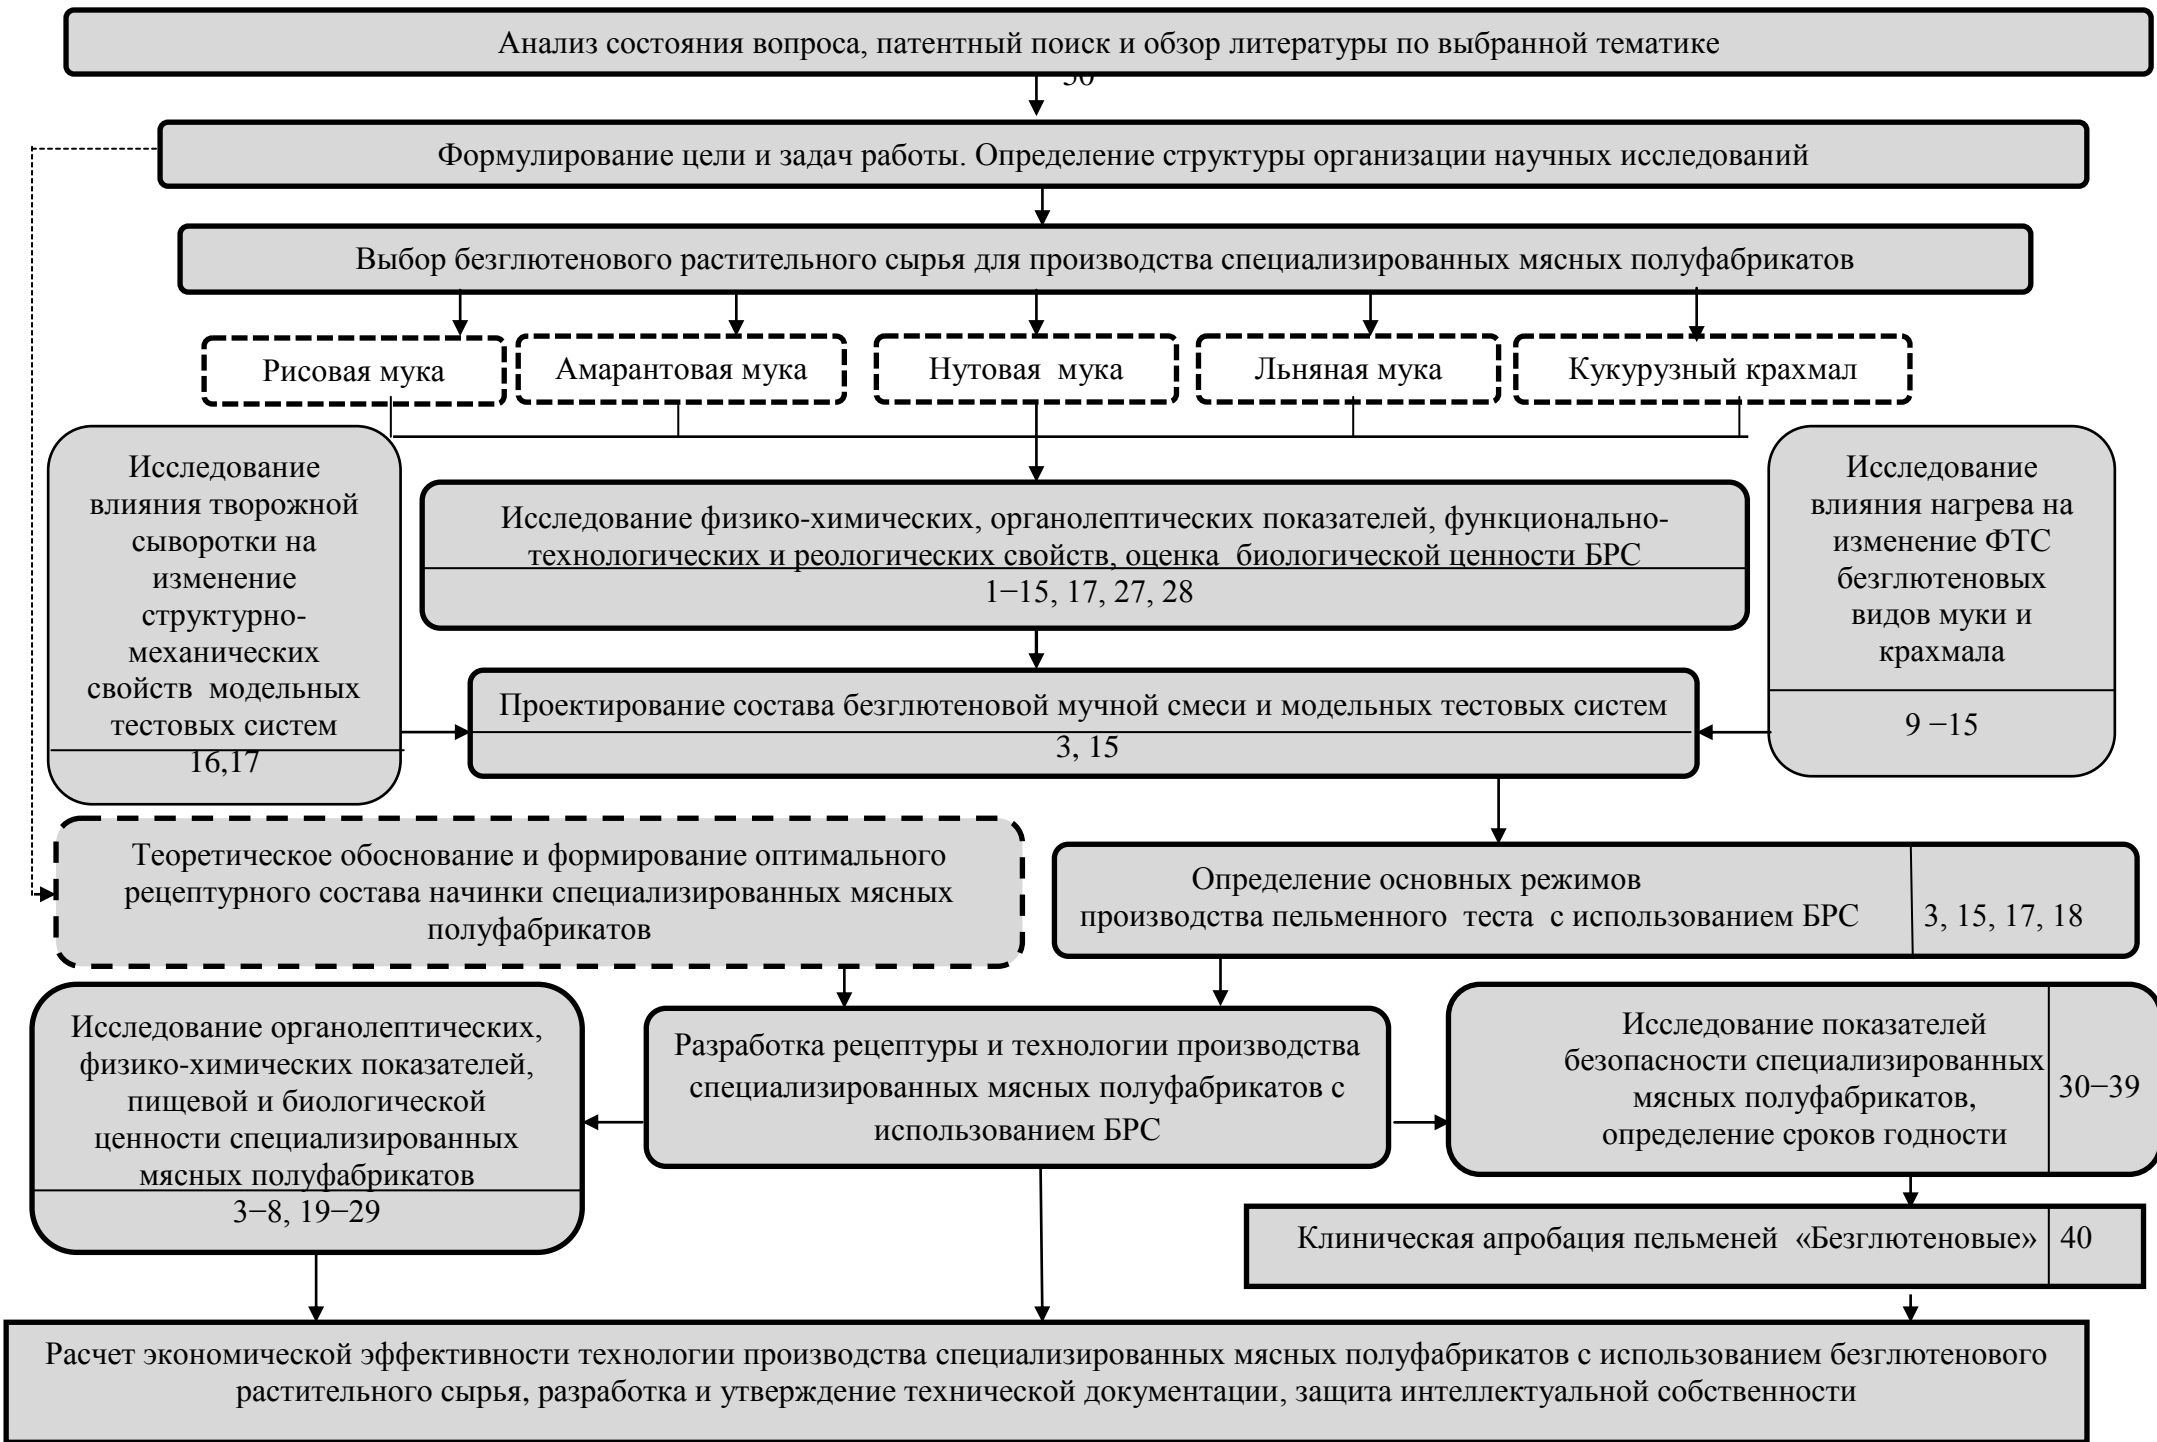 Анализ состояния вопроса, патентный поиск и обзор литературы по выбранной тематике
Формулирование цели и задач работы. Определение структуры организации научных исследований
Выбор безглютенового растительного сырья для производства специализированных мясных полуфабрикатов
Рисовая мука
Амарантовая мука
Нутовая мука
Льняная мука
Кукурузный крахмал
Исследование
влияния творожной
сыворотки на
изменение
структурно-
механических
свойств модельных
тестовых систем
16,17
Исследование физико-химических, органолептических показателей, функционально-
технологических и реологических свойств, оценка биологической ценности БРС
1−15, 17, 27, 28
Исследование
влияния нагрева на
изменение ФТС
безглютеновых
видов муки и
крахмала
9 −15
Проектирование состава безглютеновой мучной смеси и модельных тестовых систем
3, 15
Теоретическое обоснование и формирование оптимального
рецептурного состава начинки специализированных мясных
полуфабрикатов
Определение основных режимов
производства пельменного теста с использованием БРС
3, 15, 17, 18
Исследование органолептических,
физико-химических показателей,
пищевой и биологической
ценности специализированных
мясных полуфабрикатов
3−8, 19−29
Разработка рецептуры и технологии производства
специализированных мясных полуфабрикатов с
использованием БРС
Исследование показателей
безопасности специализированных
мясных полуфабрикатов,
определение сроков годности
30−39
Клиническая апробация пельменей «Безглютеновые»
40
Расчет экономической эффективности технологии производства специализированных мясных полуфабрикатов с использованием безглютенового
растительного сырья, разработка и утверждение технической документации, защита интеллектуальной собственности